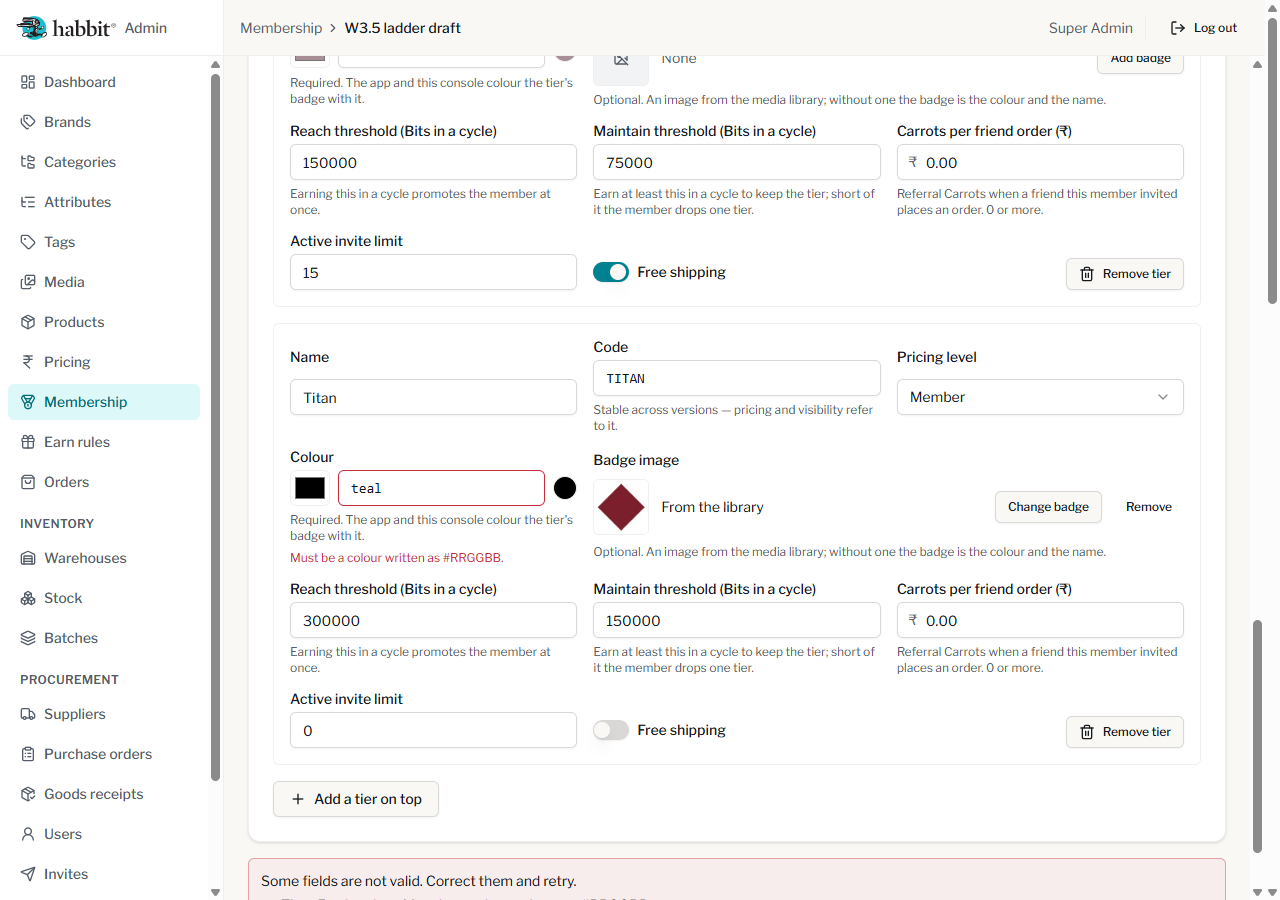 habbit® Admin
Membership > W3.5 ladder draft
Super Admin
Log out
Dashboard
Brands
Categories
Attributes
Tags
Media
Products
Pricing
Membership
Earn rules
Orders
INVENTORY
Warehouses
Stock
Batches
PROCUREMENT
Suppliers
Purchase orders
Goods receipts
Users
Invites
None
Add badge
Required. The app and this console colour the tier's
badge with it.
Optional. An image from the media library; without one the badge is the colour and the name.
Reach threshold (Bits in a cycle)
Maintain threshold (Bits in a cycle)
Carrots per friend order (₹)
150000
75000
₹ 0.00
Earning this in a cycle promotes the member at
once.
Earn at least this in a cycle to keep the tier; short of
it the member drops one tier.
Referral Carrots when a friend this member invited
places an order. 0 or more.
Active invite limit
15
Free shipping
Remove tier
Name
Code
Pricing level
Titan
TITAN
Member
Stable across versions — pricing and visibility refer
to it.
Colour
Badge image
teal
From the library
Change badge
Remove
Required. The app and this console colour the tier's
badge with it.
Must be a colour written as #RRGGBB.
Optional. An image from the media library; without one the badge is the colour and the name.
Reach threshold (Bits in a cycle)
Maintain threshold (Bits in a cycle)
Carrots per friend order (₹)
300000
150000
₹ 0.00
Earning this in a cycle promotes the member at
once.
Earn at least this in a cycle to keep the tier; short of
it the member drops one tier.
Referral Carrots when a friend this member invited
places an order. 0 or more.
Active invite limit
0
Free shipping
Remove tier
+ Add a tier on top
Some fields are not valid. Correct them and retry.